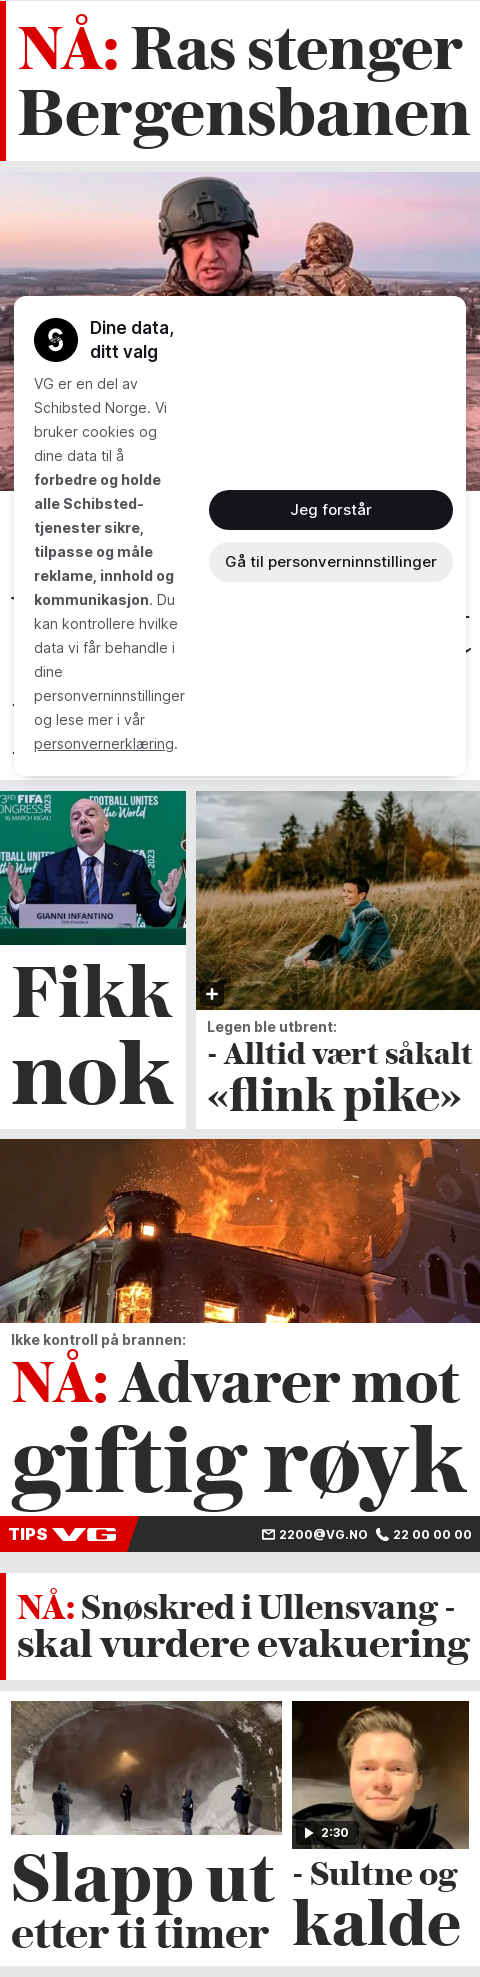 NÅ: Ras stenger
Bergensbanen
Dine data,
ditt valg
VG er en del av
Schibsted Norge. Vi
bruker cookies og
dine data til å
forbedre og holde
alle Schibsted-
tjenester sikre,
tilpasse og måle
reklame, innhold og
kommunikasjon. Du
kan kontrollere hvilke
data vi får behandle i
dine
personverninnstillinger
og lese mer i vår
personvernerklæring.
Jeg forstår
Gå til personverninnstillinger
73RD FIFA
CONGRESS 2023
16 MARCH KIGALI
FOOTBALL UNITES
the World
GIANNI INFANTINO
FIFA President
Fikk
nok
Legen ble utbrent:
- Alltid vært såkalt
«flink pike»
Ikke kontroll på brannen:
NÅ: Advarer mot
giftig røyk
TIPS VG
2200@VG.NO 22 00 00 00
NÅ: Snøskred i Ullensvang -
skal vurdere evakuering
Slapp ut
etter ti timer
2:30
- Sultne og
kalde